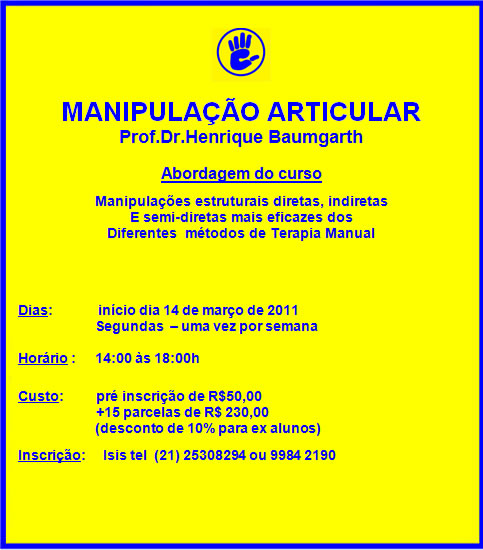 MANIPULAÇÃO ARTICULAR
Prof.Dr.Henrique Baumgarth
Abordagem do curso
Manipulações estruturais diretas, indiretas
E semi-diretas mais eficazes dos
Diferentes métodos de Terapia Manual
Dias: início dia 14 de março de 2011
Segundas – uma vez por semana
Horário : 14:00 às 18:00h
Custo: pré inscrição de R$50,00
+15 parcelas de R$ 230,00
(desconto de 10% para ex alunos)
Inscrição: Isis tel (21) 25308294 ou 9984 2190